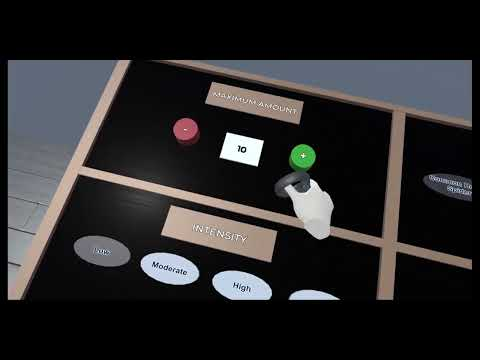 MAXIMUM AMOUNT
-
10
+
INTENSITY
Low
Moderate
High